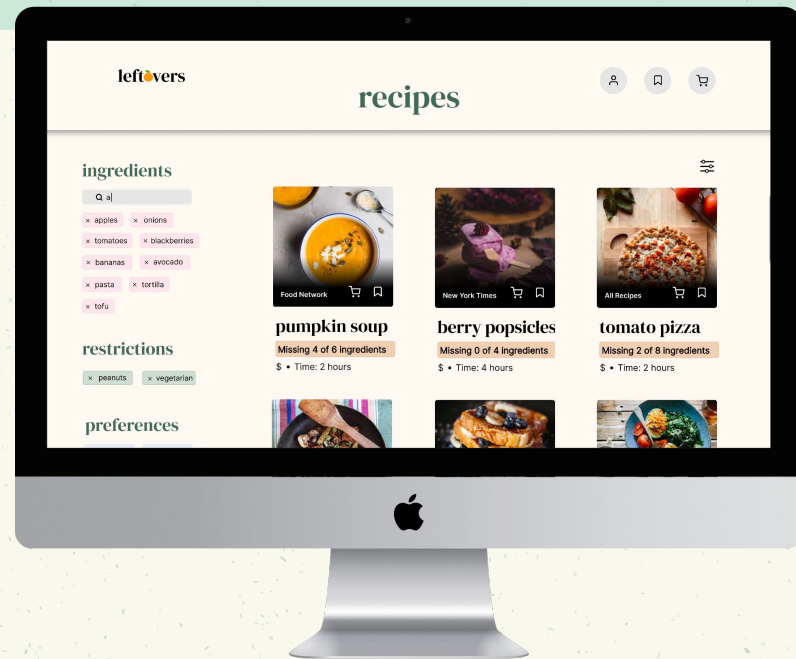 leftovers
recipes
ingredients
a
× apples × onions
× tomatoes × blackberries
× bananas × avocado
× pasta × tortilla
× tofu
restrictions
× peanuts × vegetarian
preferences
Food Network
pumpkin soup
Missing 4 of 6 ingredients
$ • Time: 2 hours
New York Times
berry popsicles
Missing 0 of 4 ingredients
$ • Time: 4 hours
All Recipes
tomato pizza
Missing 2 of 8 ingredients
$ • Time: 2 hours